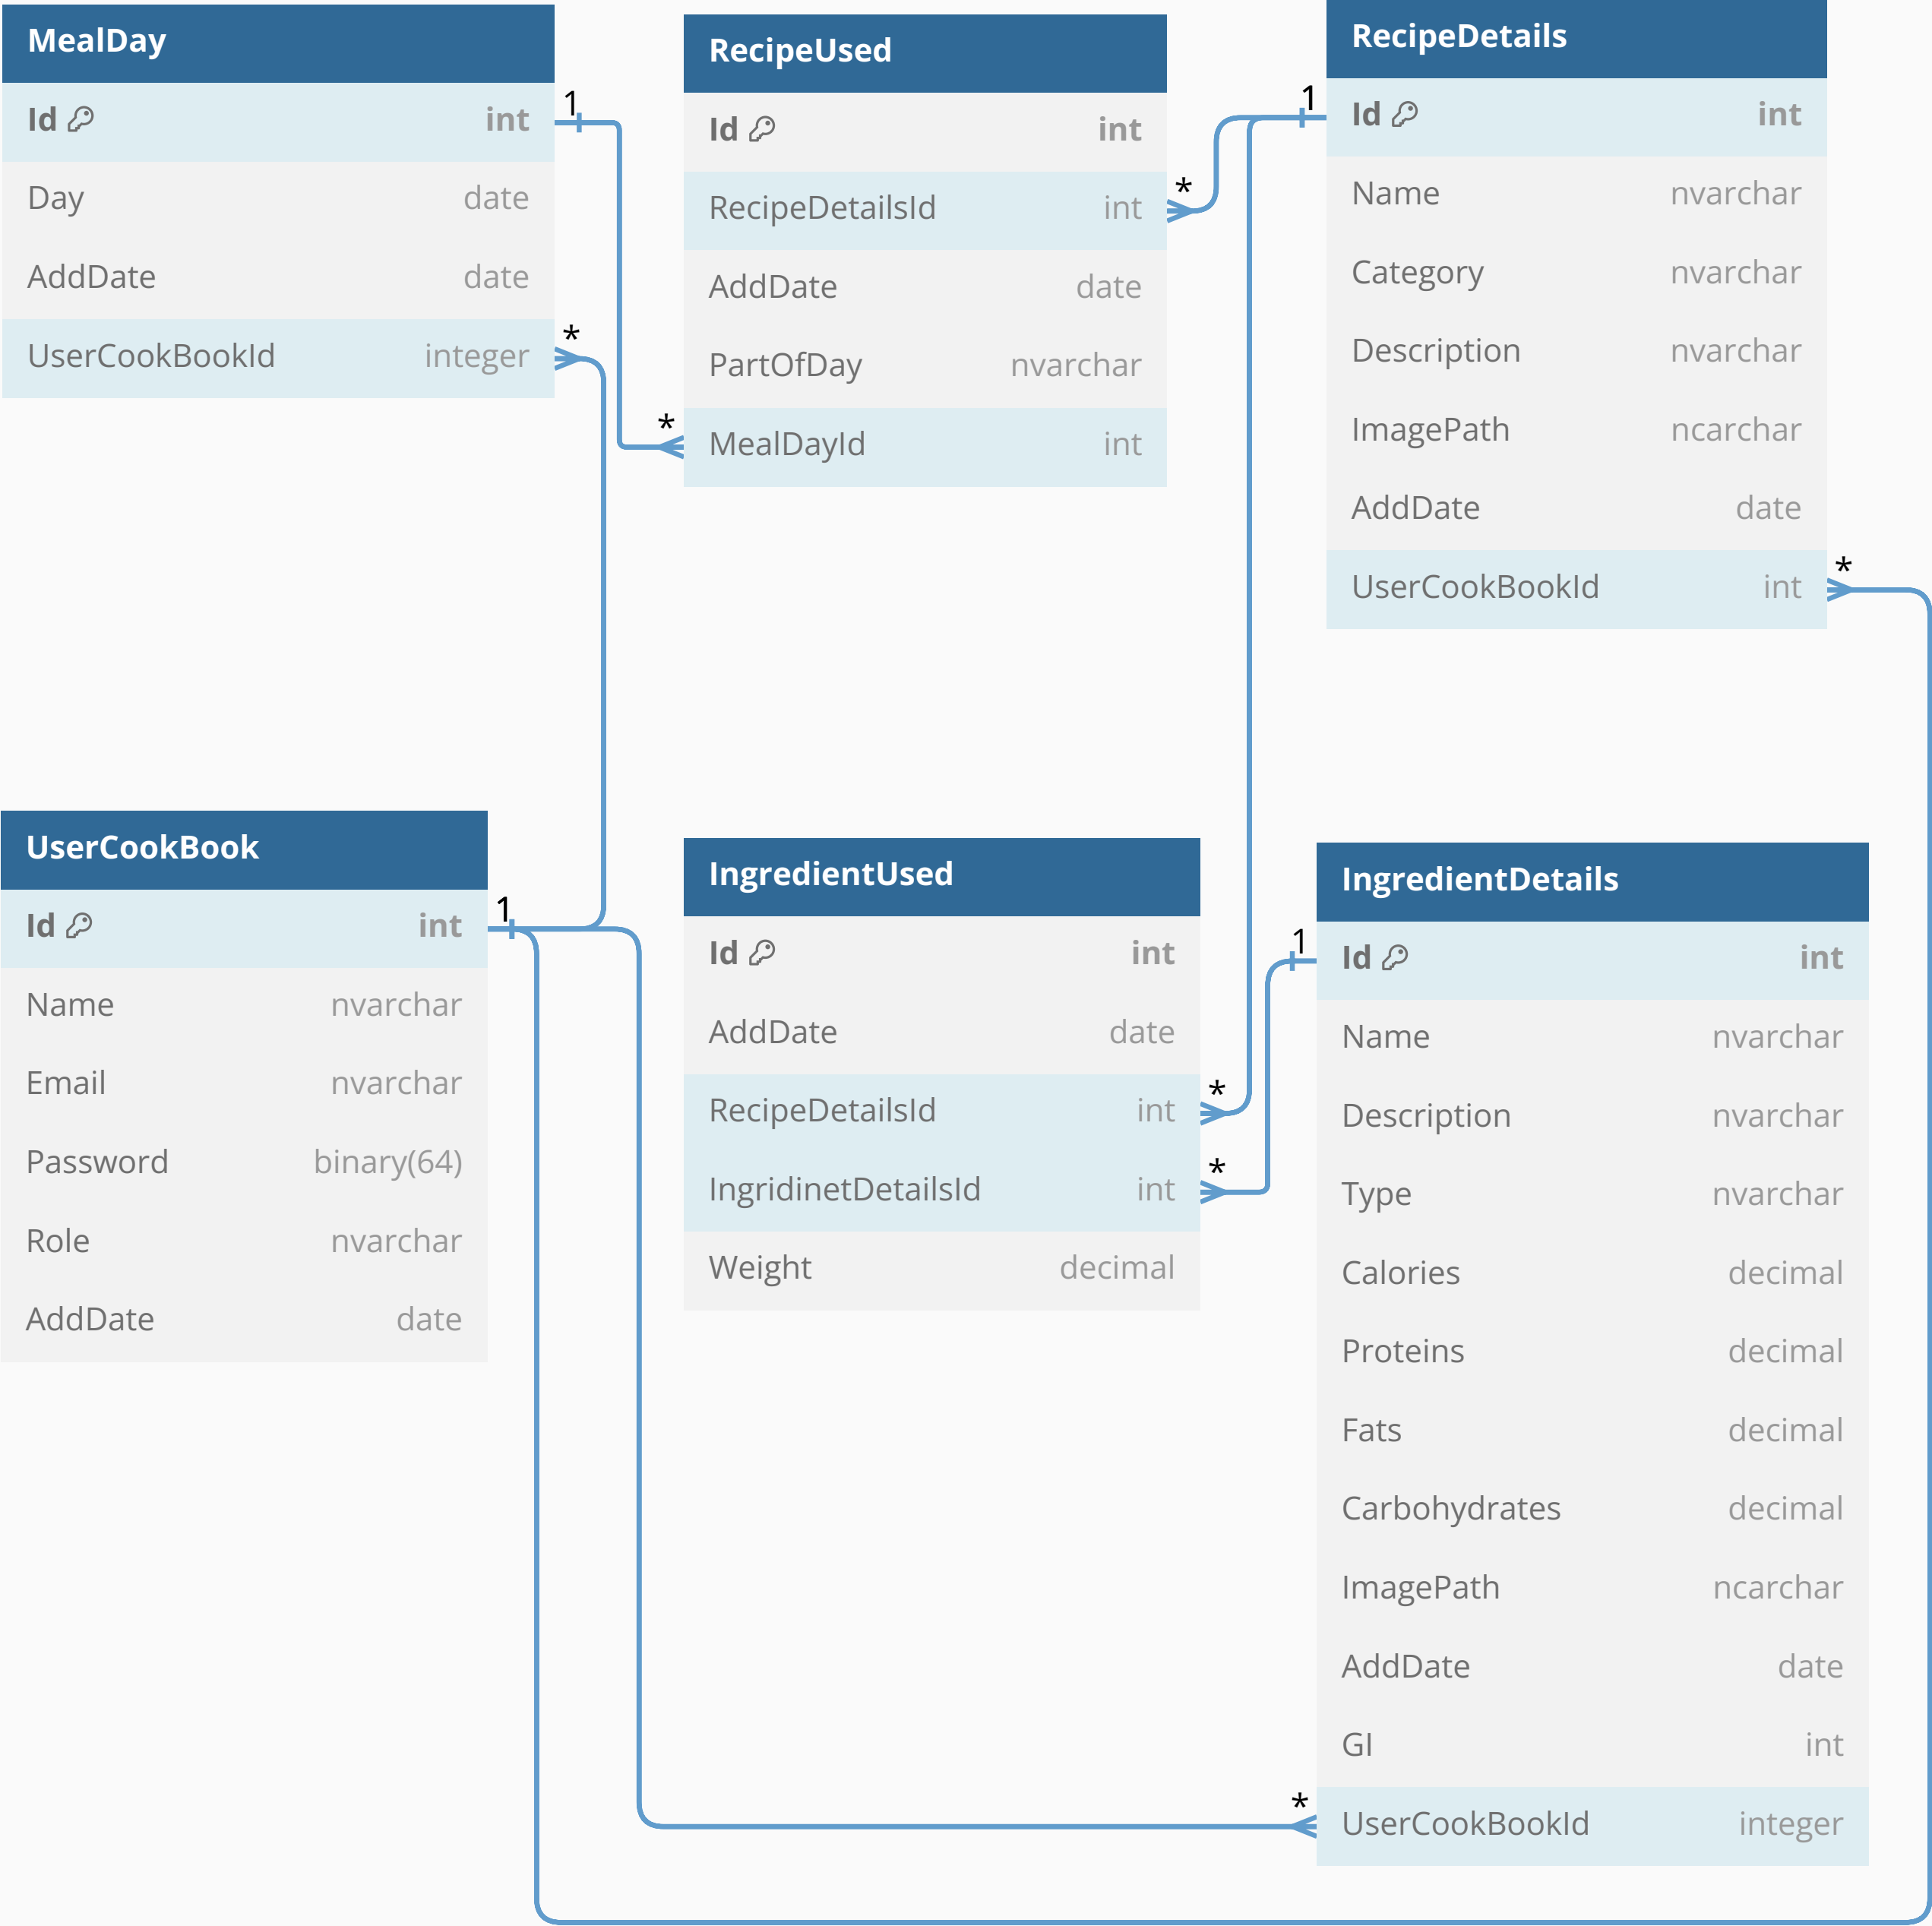 MealDay
Id int
Day date
AddDate date
UserCookBookId integer
1
*
RecipeUsed
Id int
RecipeDetailsId int
AddDate date
PartOfDay nvarchar
MealDayId int
*
*
RecipeDetails
Id int
Name nvarchar
Category nvarchar
Description nvarchar
ImagePath ncarchar
AddDate date
UserCookBookId int
1
*
UserCookBook
Id int
Name nvarchar
Email nvarchar
Password binary(64)
Role nvarchar
AddDate date
1
IngredientUsed
Id int
AddDate date
RecipeDetailsId int
IngridinetDetailsId int
Weight decimal
*
*
IngredientDetails
Id int
Name nvarchar
Description nvarchar
Type nvarchar
Calories decimal
Proteins decimal
Fats decimal
Carbohydrates decimal
ImagePath ncarchar
AddDate date
GI int
UserCookBookId integer
1
*